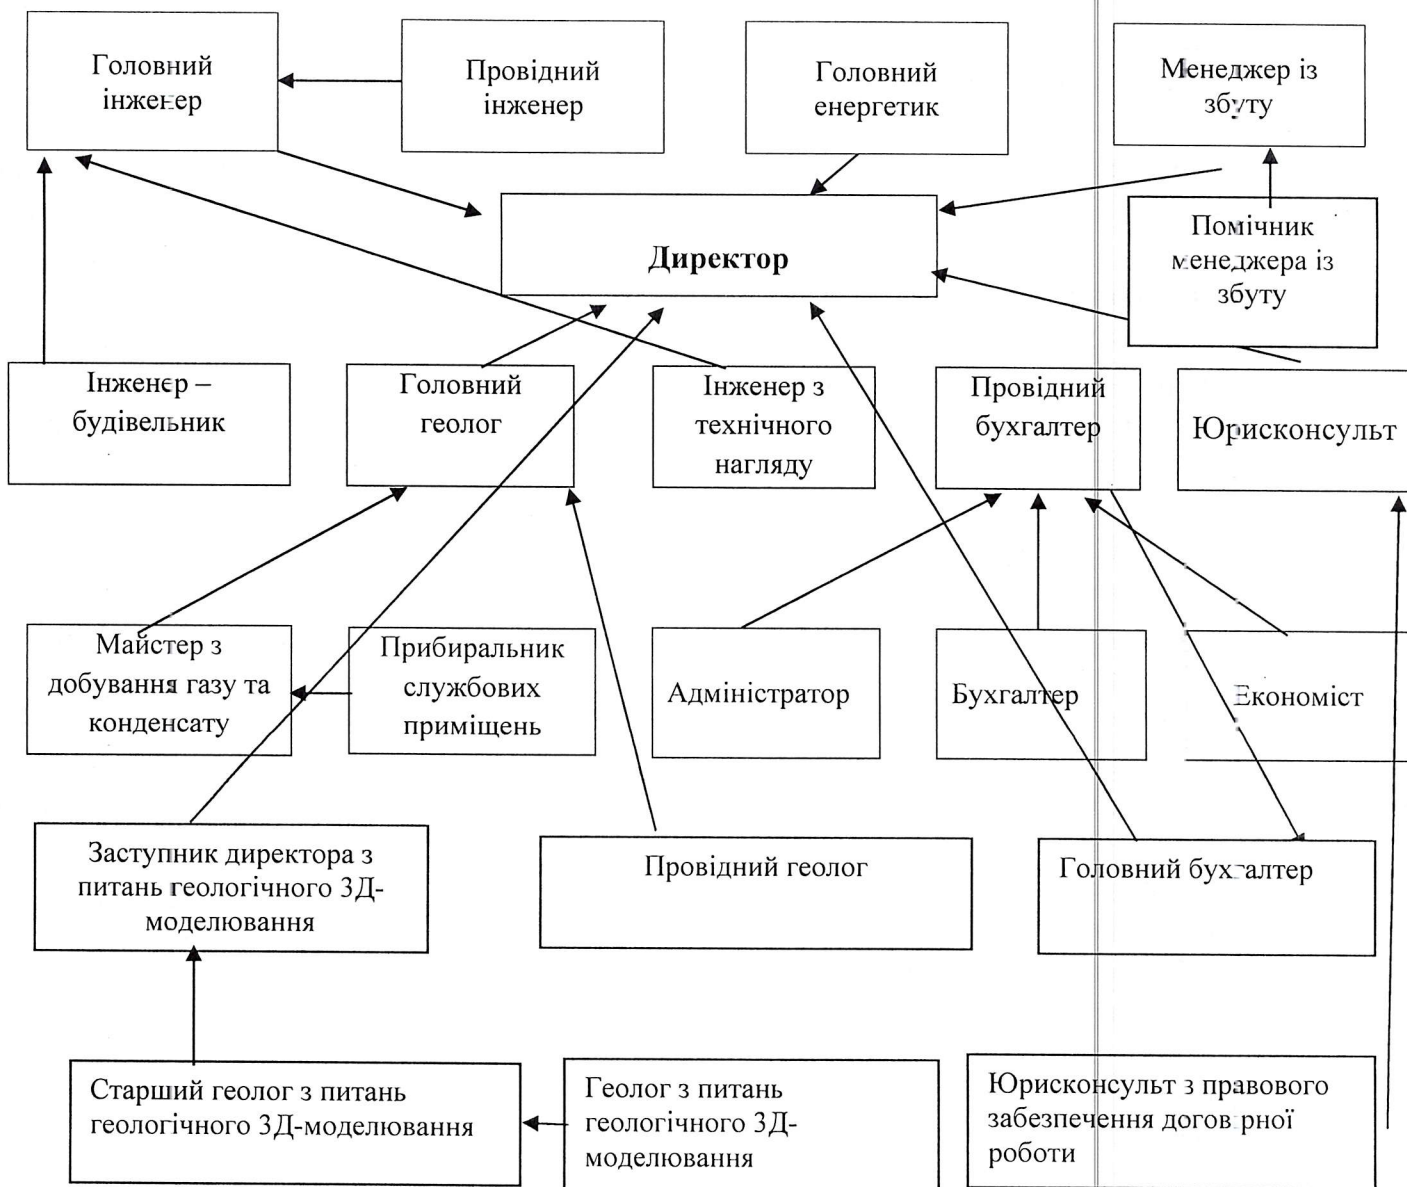 Головний
інженер
Провідний
інженер
Головний
енергетик
Менеджер із
збуту
Директор
Помічник
менеджера із
збуту
Інженер –
будівельник
Головний
геолог
Інженер з
технічного
нагляду
Провідний
бухгалтер
Юрисконсульт
Майстер з
добування газу та
конденсату
Прибиральник
службових
приміщень
Адміністратор
Бухгалтер
Економіст
Заступник директора з
питань геологічного 3Д-
моделювання
Провідний геолог
Головний бухгалтер
Старший геолог з питань
геологічного 3Д-моделювання
Геолог з питань
геологічного 3Д-
моделювання
Юрисконсульт з правового
забезпечення договірної
роботи